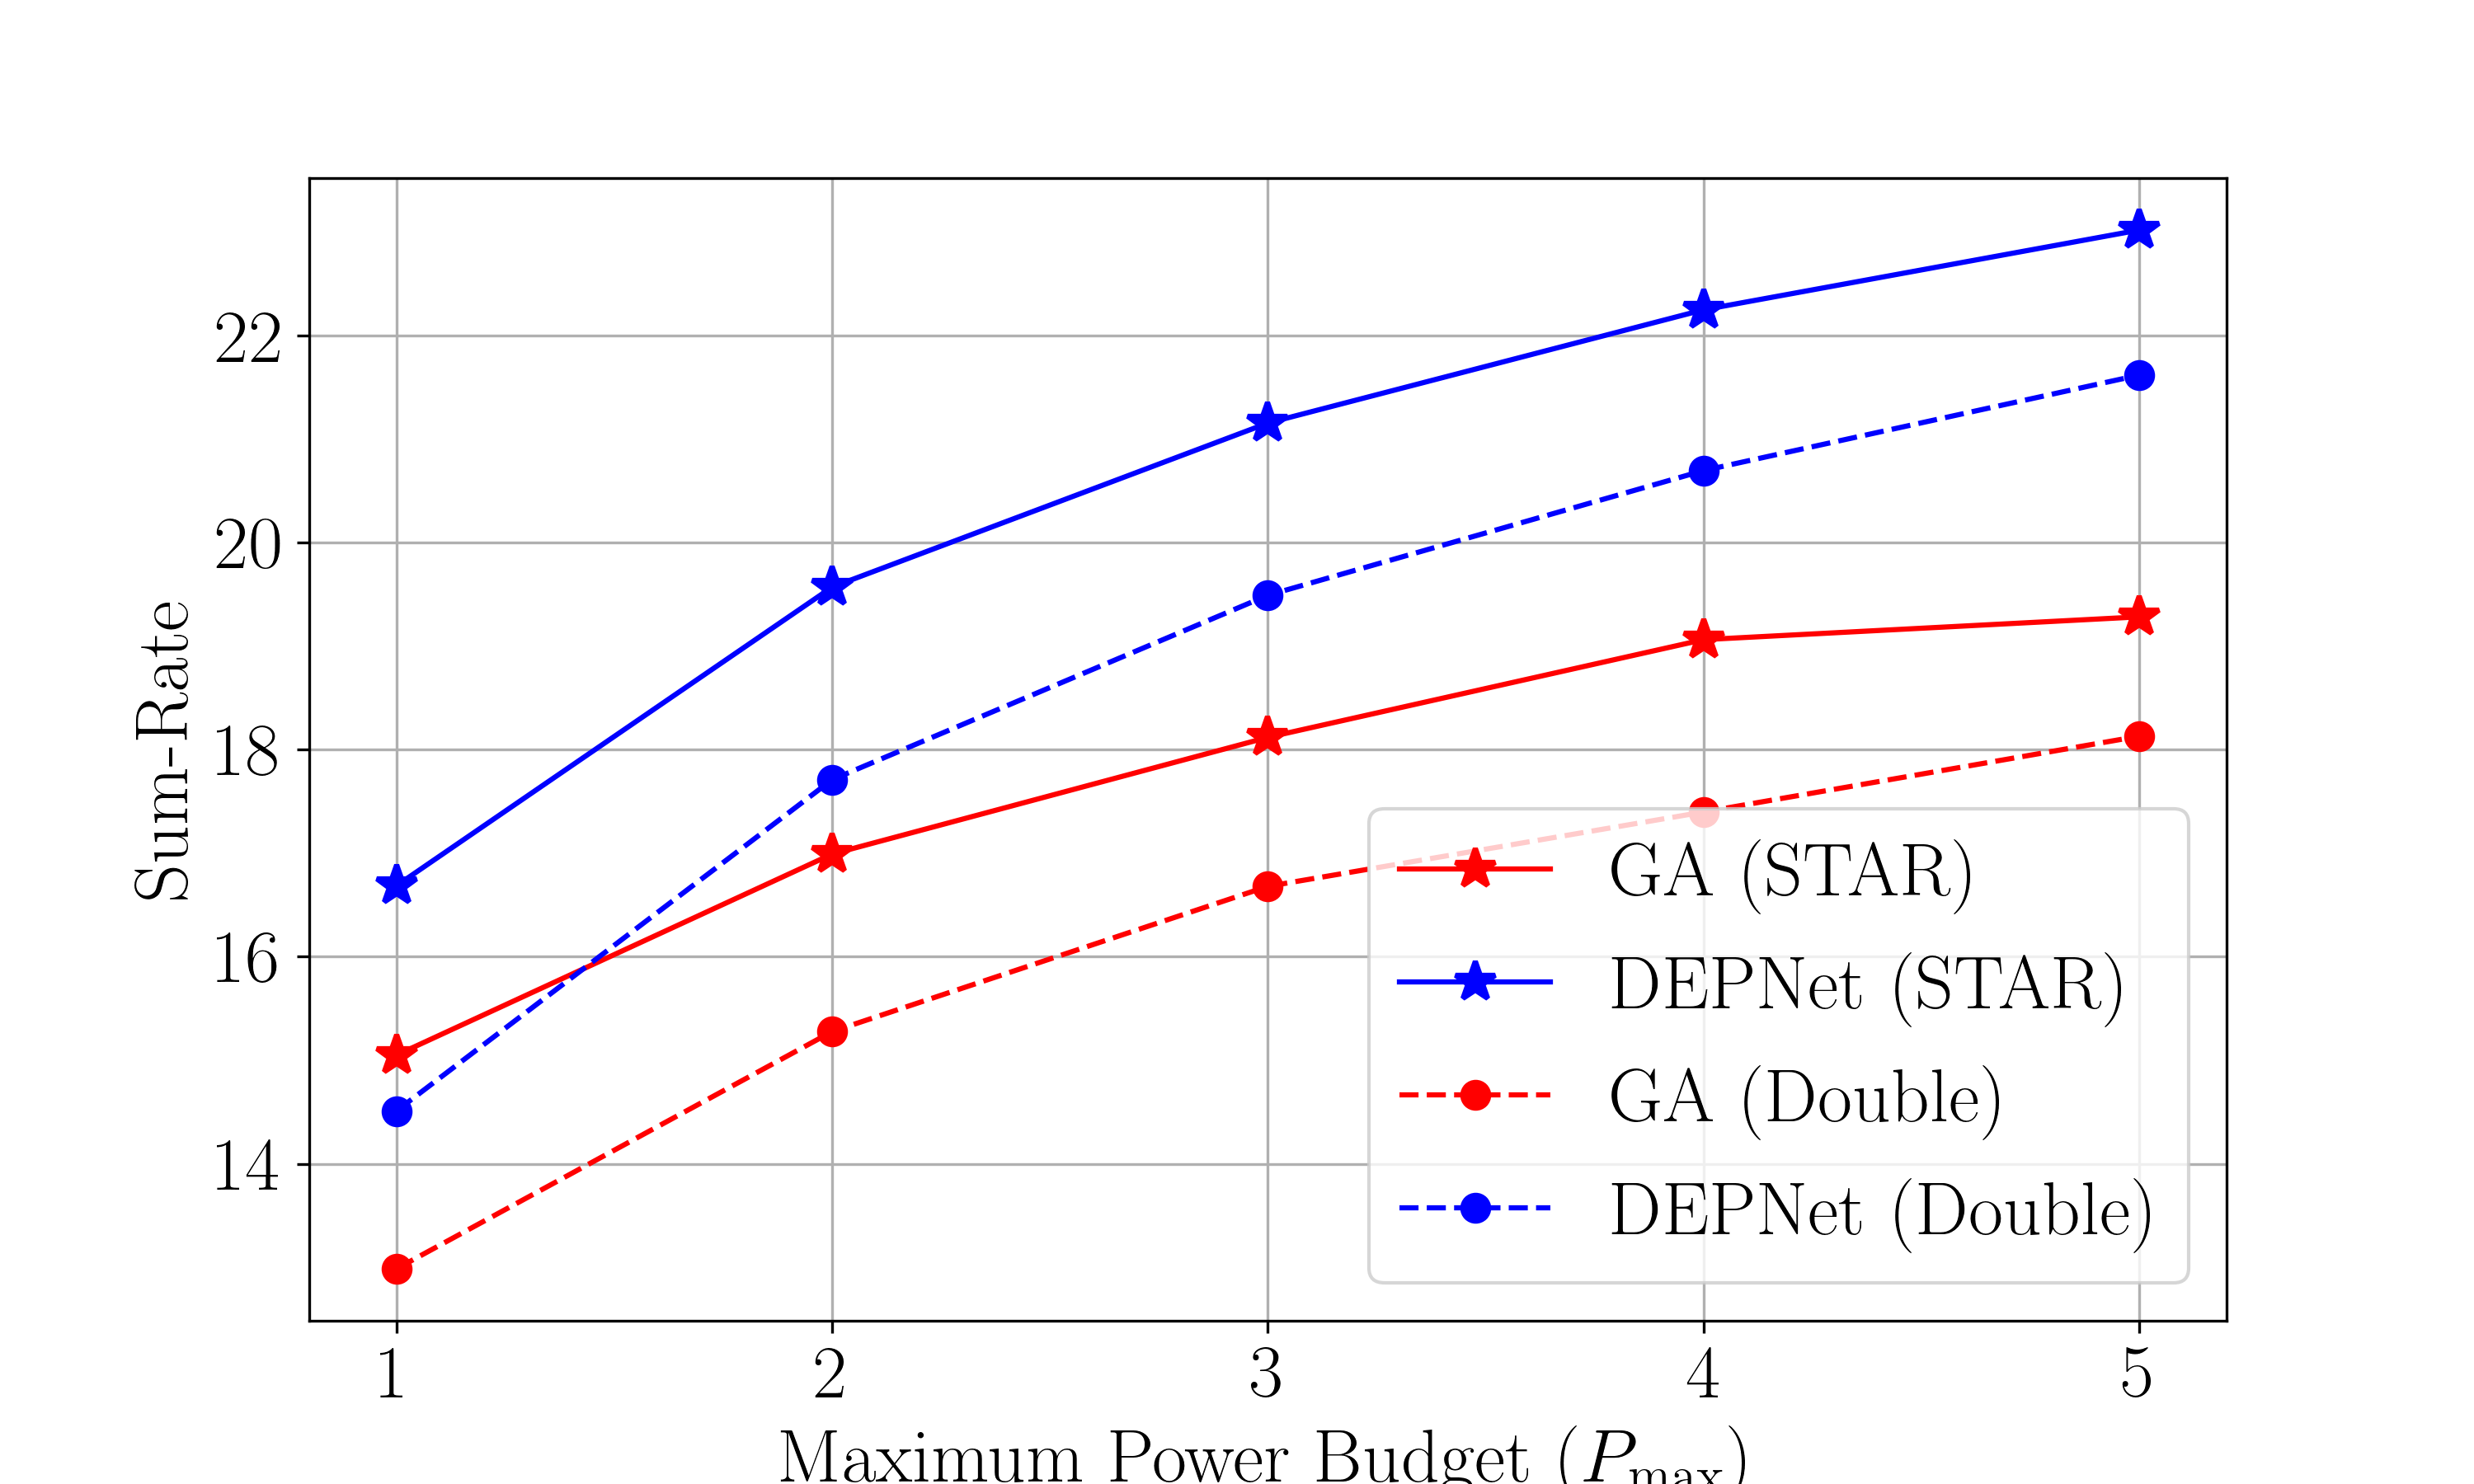 Sum-Rate
22
20
18
16
14
GA (STAR)
DEPNet (STAR)
GA (Double)
DEPNet (Double)
1 2 3 4 5
Maximum Power Budget (P_max)